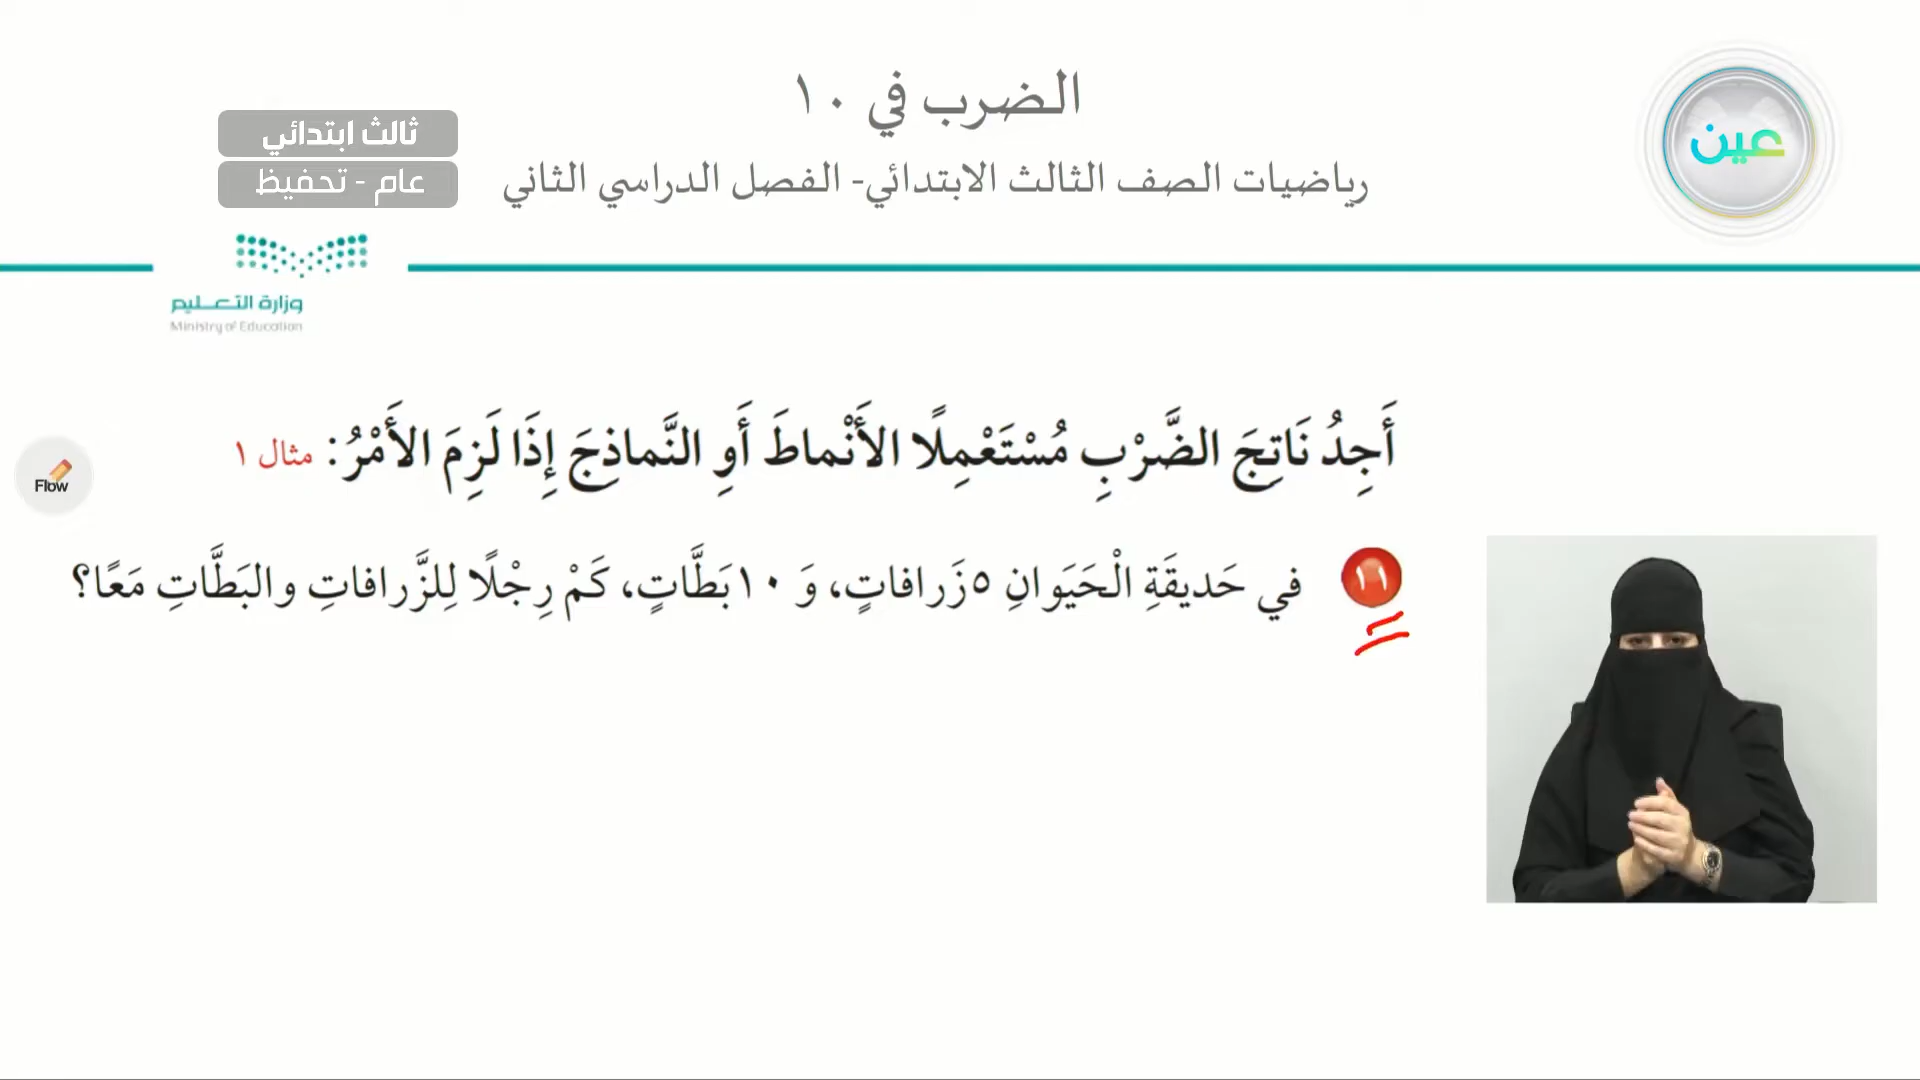 الضرب في ١٠
رياضيات الصف الثالث الابتدائي- الفصل الدراسي الثاني
ثالث ابتدائي
عام - تحفيظ
عين
وزارة التعـــليم
Ministry of Education
أَجِدُ نَاتِجَ الضَّرْبِ مُسْتَعْمِلًا الأَنْماطَ أَوِ النَّماذِجَ إِذَا لَزِمَ الأَمْرُ: مثال ١
Flow
١١ في حَديقَةِ الْحَيَوانِ ٥ زَرافاتٍ، وَ ١٠ بَطَّاتٍ، كَمْ رِجْلًا لِلزَّرافاتِ والبَطَّاتِ مَعًا؟